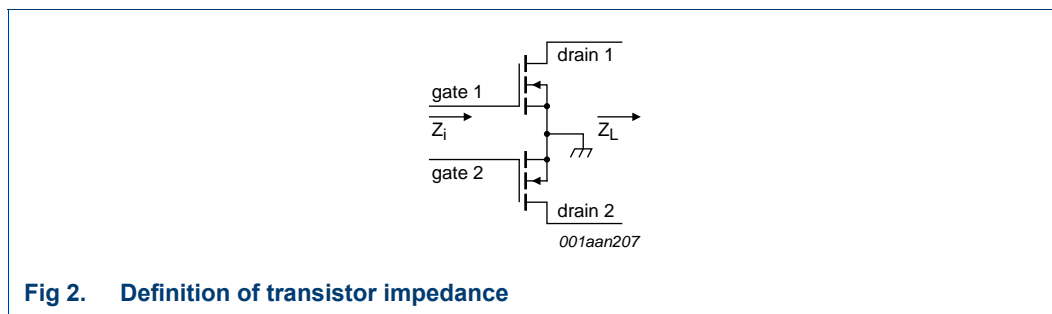 drain 1
gate 1
Zi
ZL
gate 2
drain 2
001aan207
Fig 2. Definition of transistor impedance